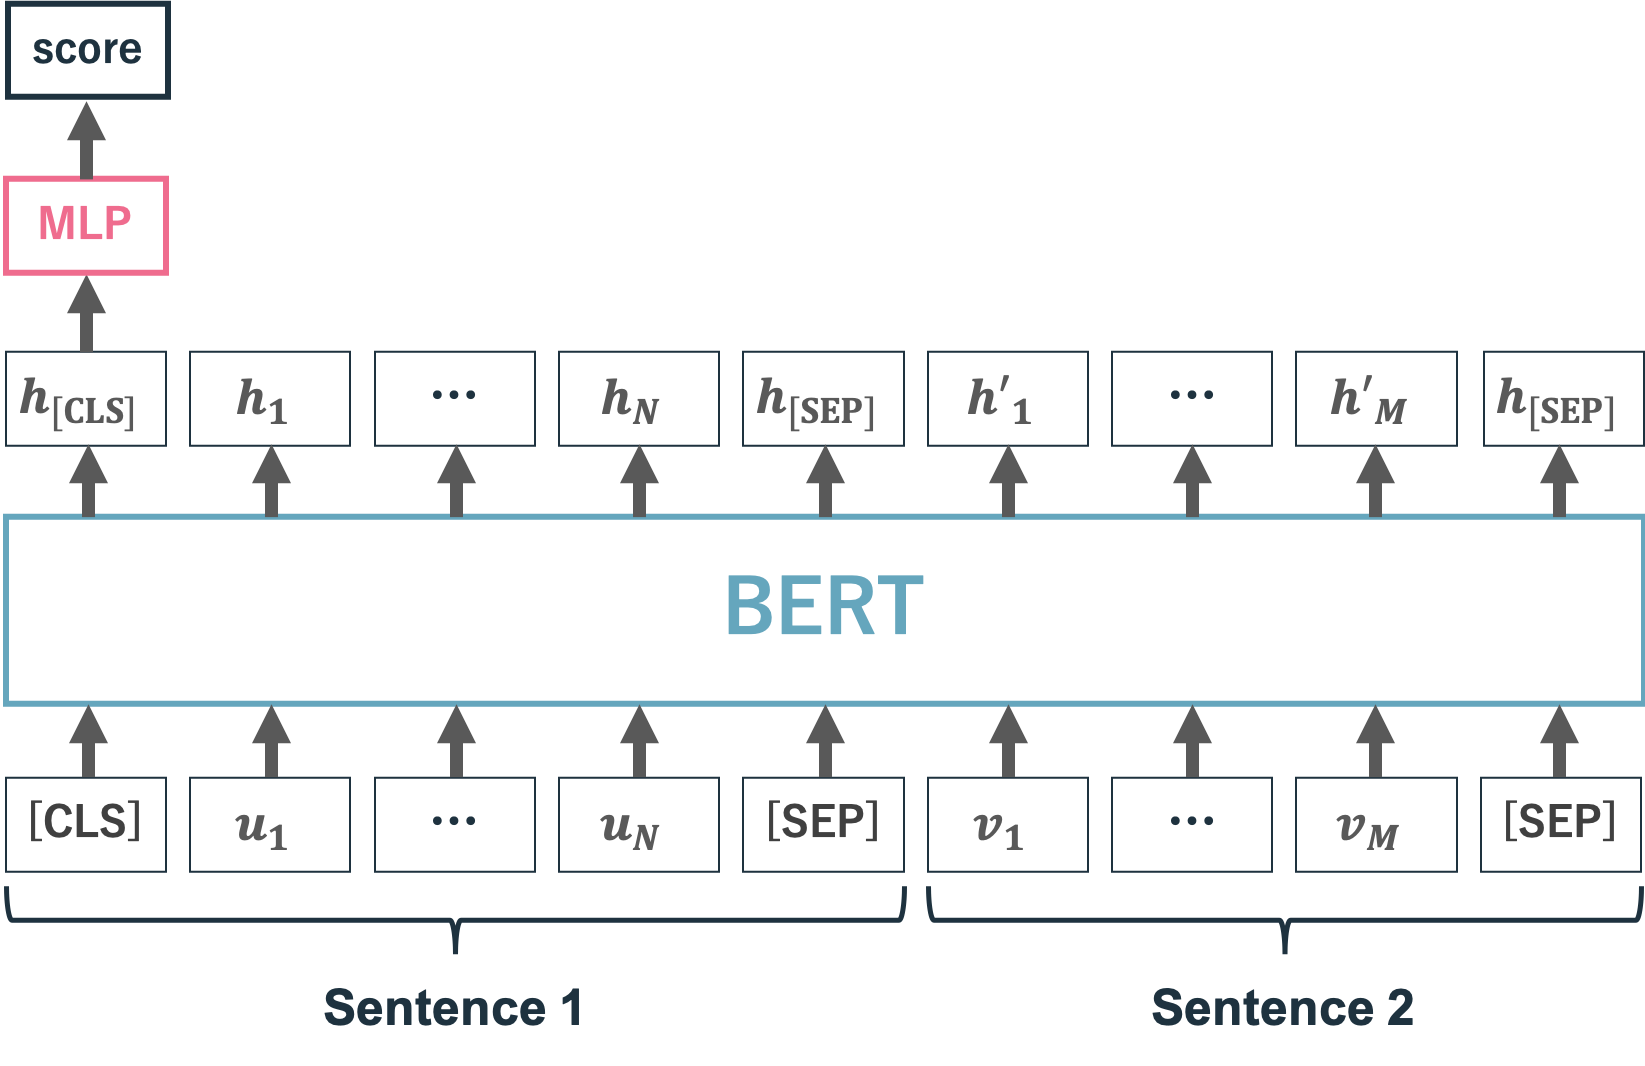 score
MLP
h[CLS] h1 ... hN h[SEP] h'1 ... h'M h[SEP]
BERT
[CLS] u1 ... uN [SEP] v1 ... vM [SEP]
Sentence 1 Sentence 2